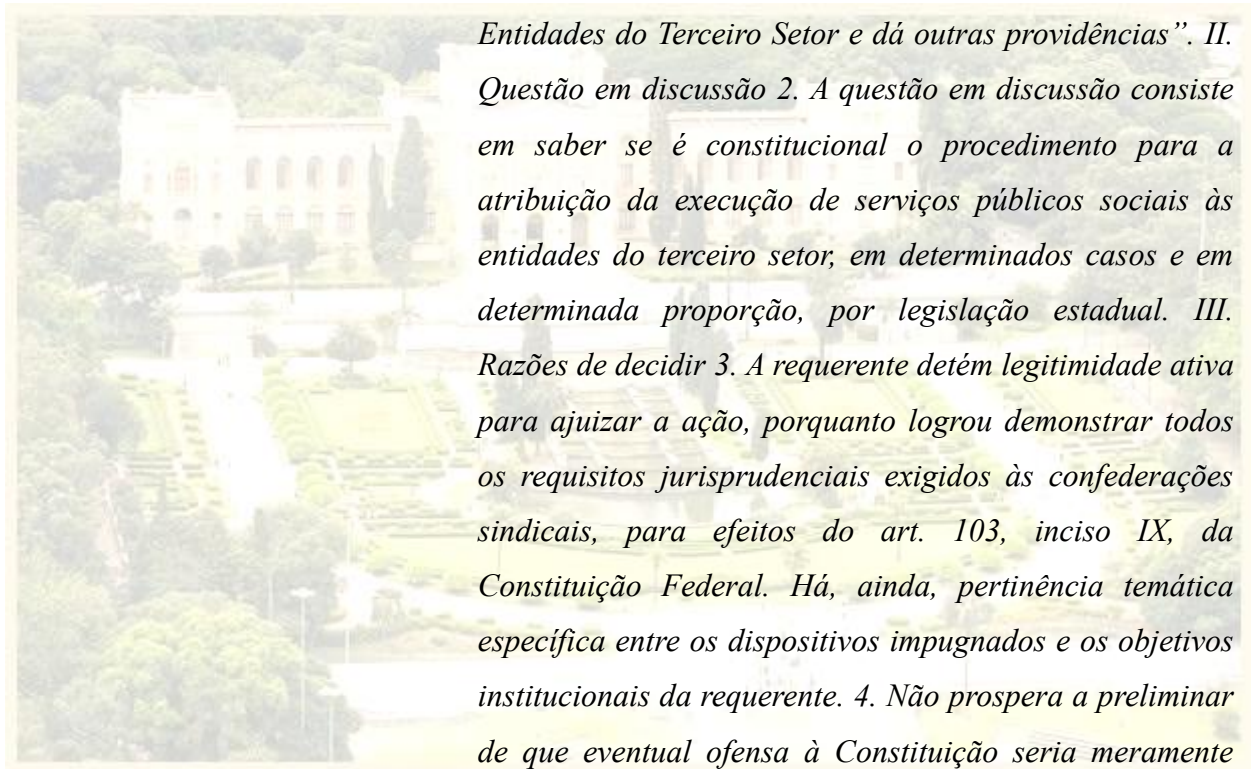 Entidades do Terceiro Setor e dá outras providências”. II.
Questão em discussão 2. A questão em discussão consiste
em saber se é constitucional o procedimento para a
atribuição da execução de serviços públicos sociais às
entidades do terceiro setor, em determinados casos e em
determinada proporção, por legislação estadual. III.
Razões de decidir 3. A requerente detém legitimidade ativa
para ajuizar a ação, porquanto logrou demonstrar todos
os requisitos jurisprudenciais exigidos às confederações
sindicais, para efeitos do art. 103, inciso IX, da
Constituição Federal. Há, ainda, pertinência temática
específica entre os dispositivos impugnados e os objetivos
institucionais da requerente. 4. Não prospera a preliminar
de que eventual ofensa à Constituição seria meramente